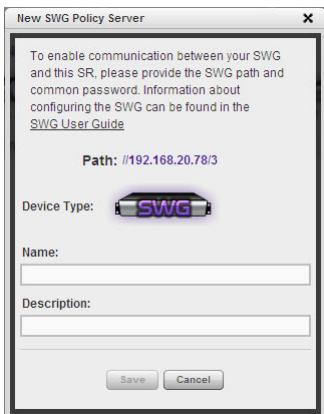 New SWG Policy Server
To enable communication between your SWG
and this SR, please provide the SWG path and
common password. Information about
configuring the SWG can be found in the
SWG User Guide
Path: //192.168.20.78/3
Device Type: SWG
Name:
Description:
Save Cancel